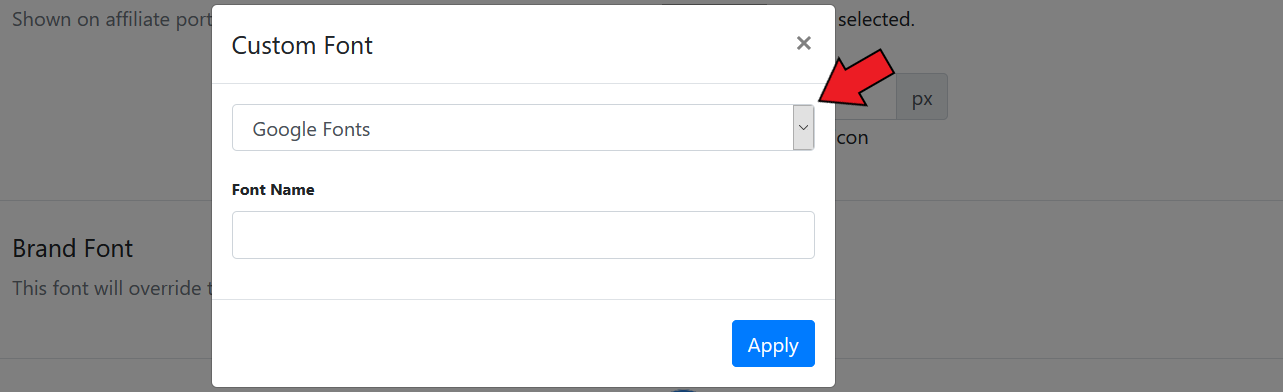 Shown on affiliate port
selected.
Custom Font
×
px
Google Fonts
con
Font Name
Brand Font
This font will override t
Apply